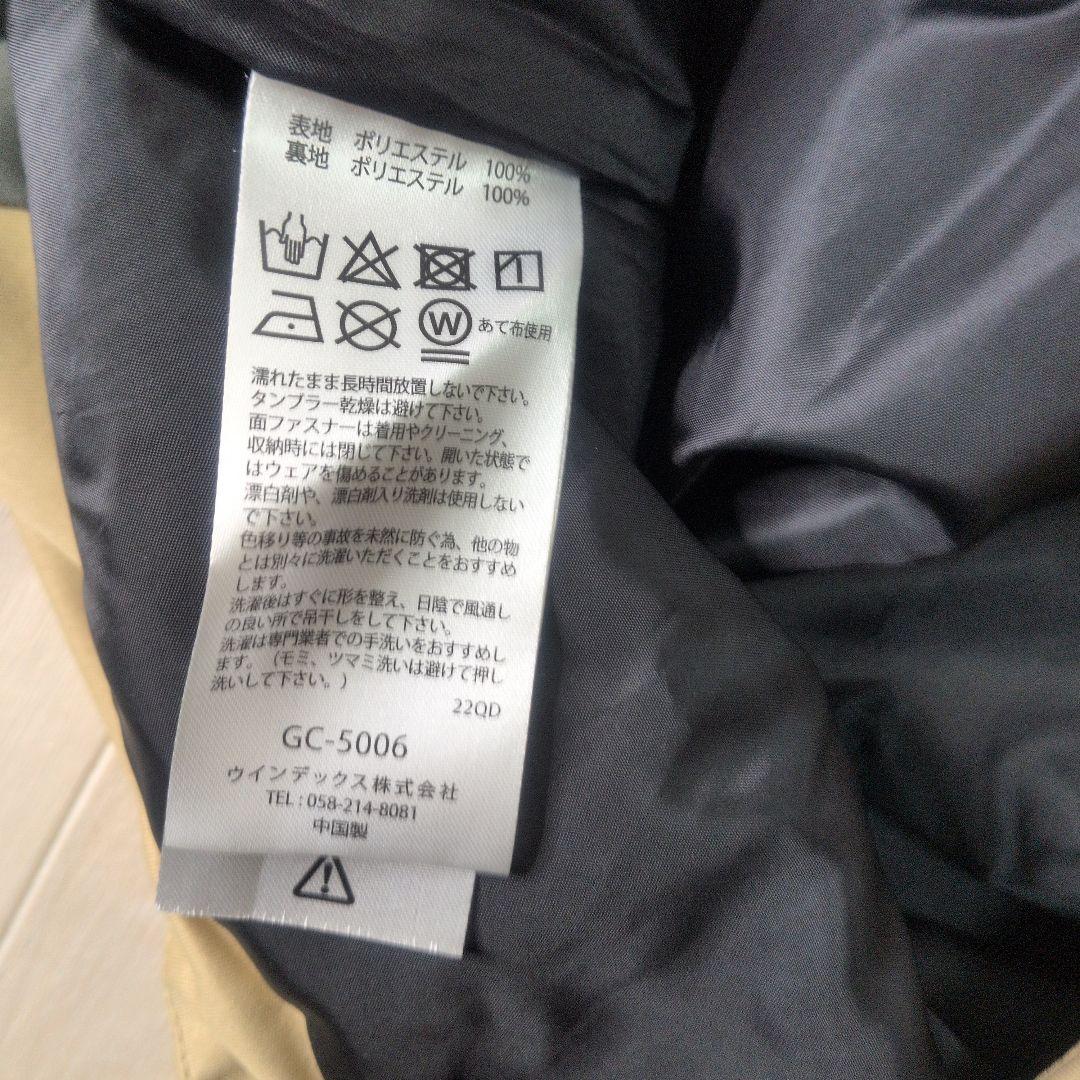 表地 ポリエステル 100%
裏地 ポリエステル 100%
W あて布使用
濡れたまま長時間放置しないで下さい。
タンブラー乾燥は避けて下さい。
面ファスナーは着用やクリーニング、
収納時には閉じて下さい。開いた状態で
はウェアを傷めることがあります。
漂白剤や、漂白剤入り洗剤は使用しない
で下さい。
色移り等の事故を未然に防ぐ為、他の物
とは別々に洗濯いただくことをおすすめ
します。
洗濯後はすぐに形を整え、日陰で風通し
の良い所で吊干しをして下さい。
洗濯は専門業者での手洗いをおすすめし
ます。（モミ、ツマミ洗いは避けて押し
洗いして下さい。）
22QD
GC-5006
ウインデックス株式会社
TEL : 058-214-8081
中国製